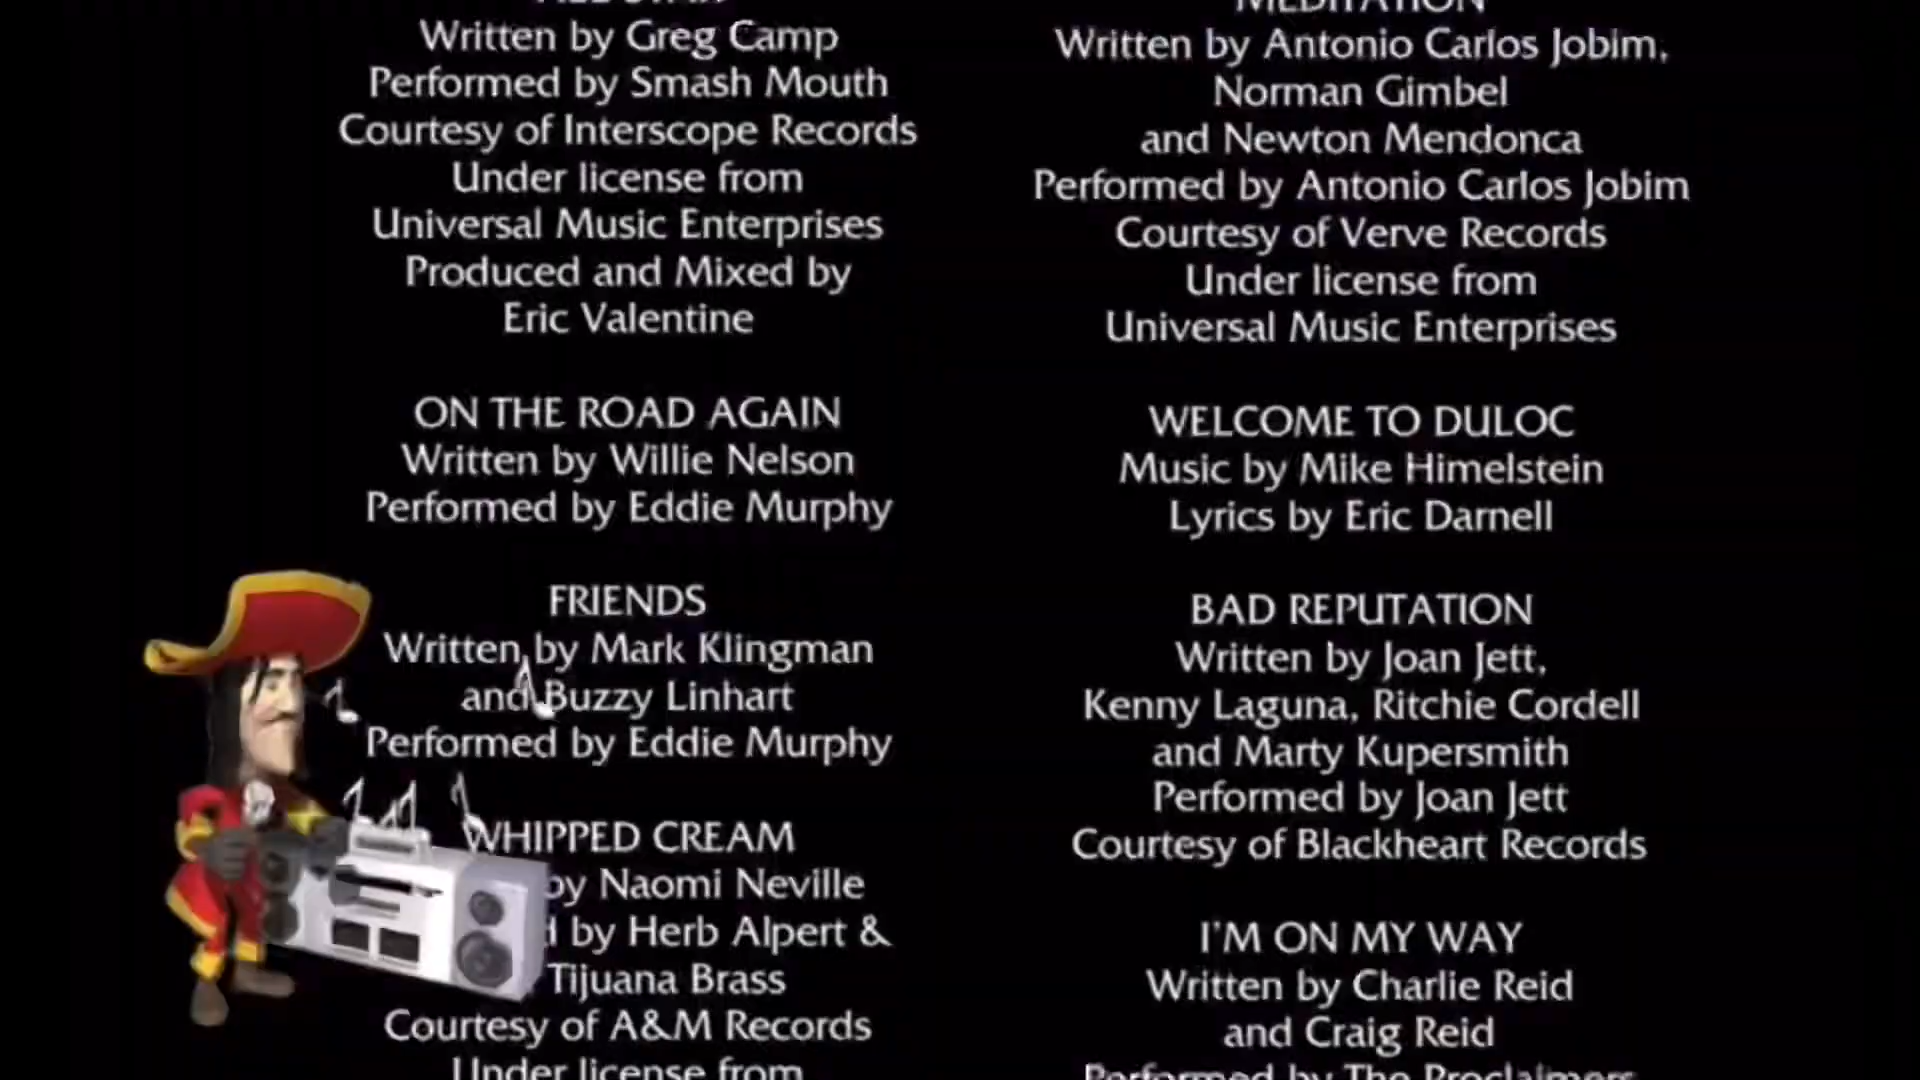 Written by Greg Camp
Performed by Smash Mouth
Courtesy of Interscope Records
Under license from
Universal Music Enterprises
Produced and Mixed by
Eric Valentine
ON THE ROAD AGAIN
Written by Willie Nelson
Performed by Eddie Murphy
FRIENDS
Written by Mark Klingman
and Buzzy Linhart
Performed by Eddie Murphy
WHIPPED CREAM
by Naomi Neville
by Herb Alpert &
Tijuana Brass
Courtesy of A&M Records
Under license from
MEDITATION
Written by Antonio Carlos Jobim,
Norman Gimbel
and Newton Mendonca
Performed by Antonio Carlos Jobim
Courtesy of Verve Records
Under license from
Universal Music Enterprises
WELCOME TO DULOC
Music by Mike Himelstein
Lyrics by Eric Darnell
BAD REPUTATION
Written by Joan Jett,
Kenny Laguna, Ritchie Cordell
and Marty Kupersmith
Performed by Joan Jett
Courtesy of Blackheart Records
I'M ON MY WAY
Written by Charlie Reid
and Craig Reid
Performed by The Proclaimers